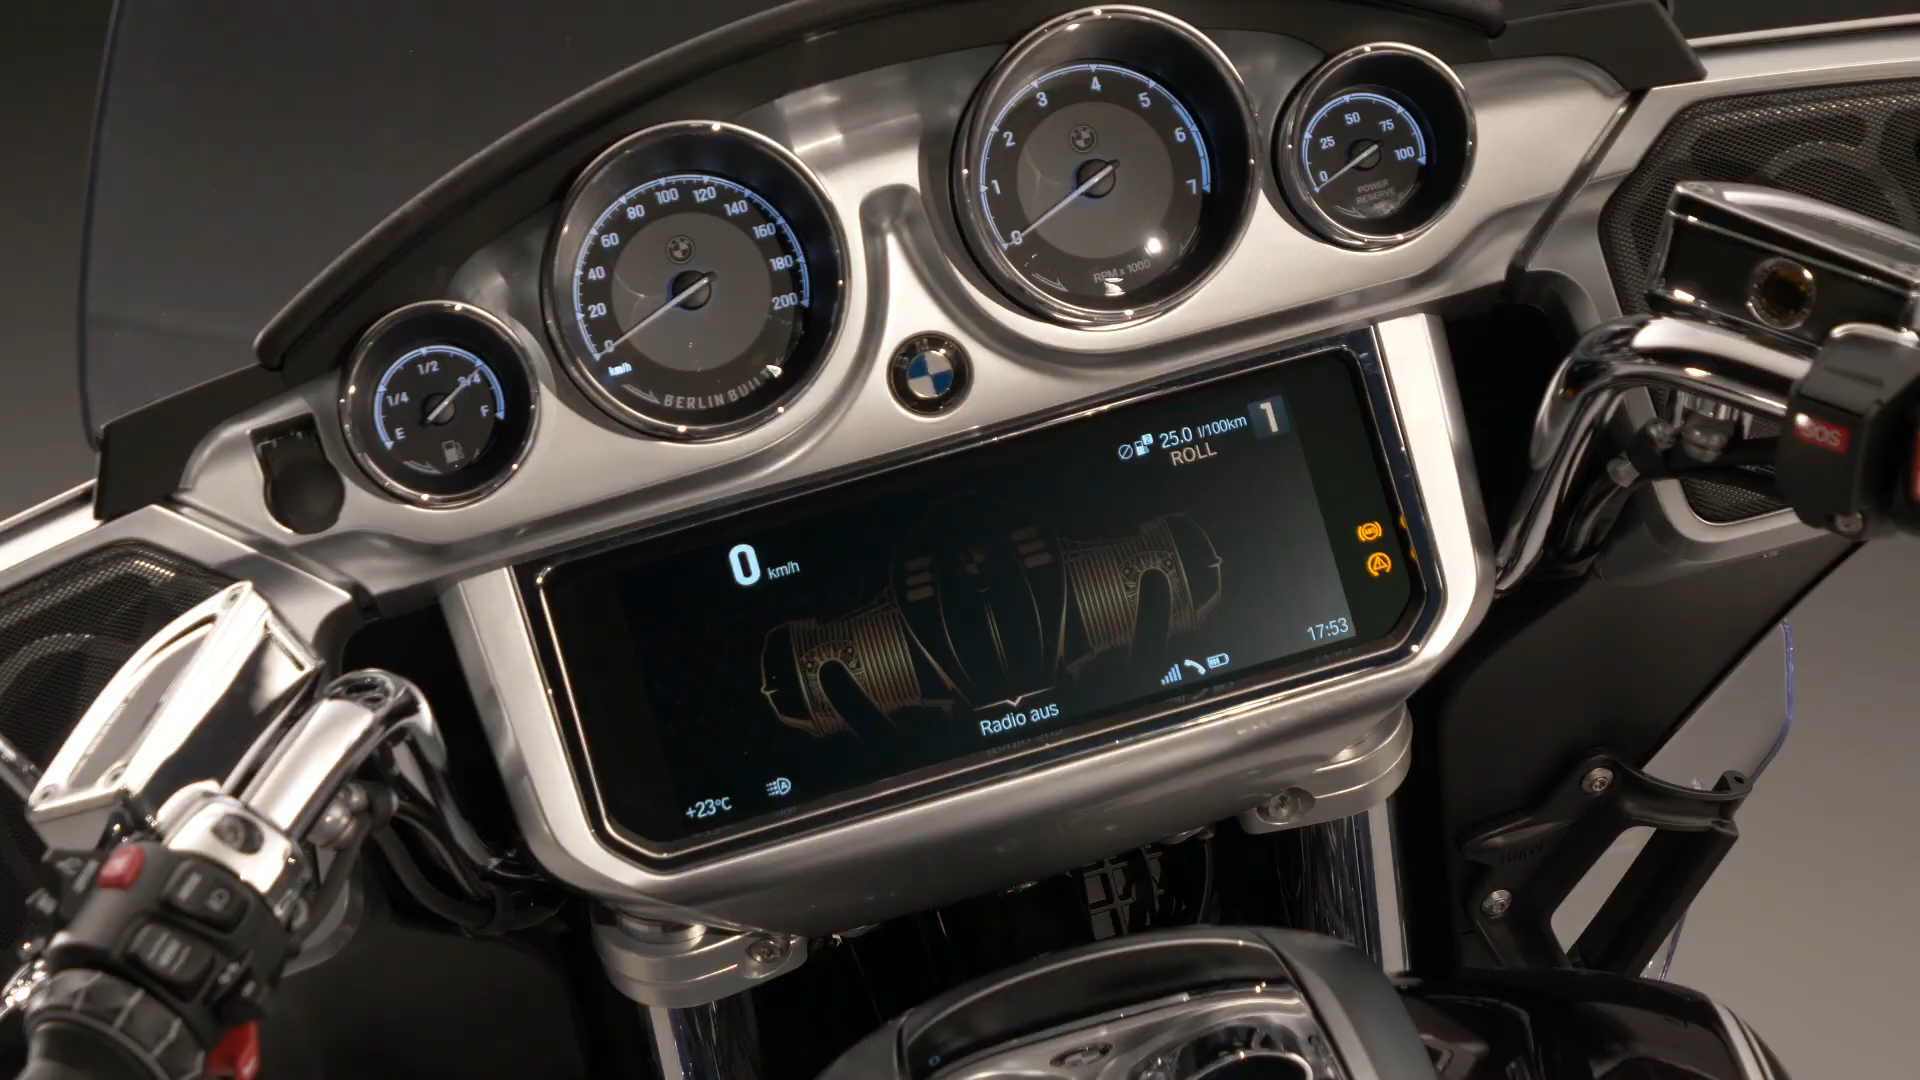 E
1/4
1/2
3/4
F
0
20
40
60
80
100
120
140
160
180
200
km/h
BERLIN BUILT
0
1
2
3
4
5
6
7
RPM x 1000
0
25
50
75
100
POWER
RESERVE
BMW
25.0 l/100km
1
ROLL
0 km/h
ABS
17:53
Radio aus
+23°C
A
SOS